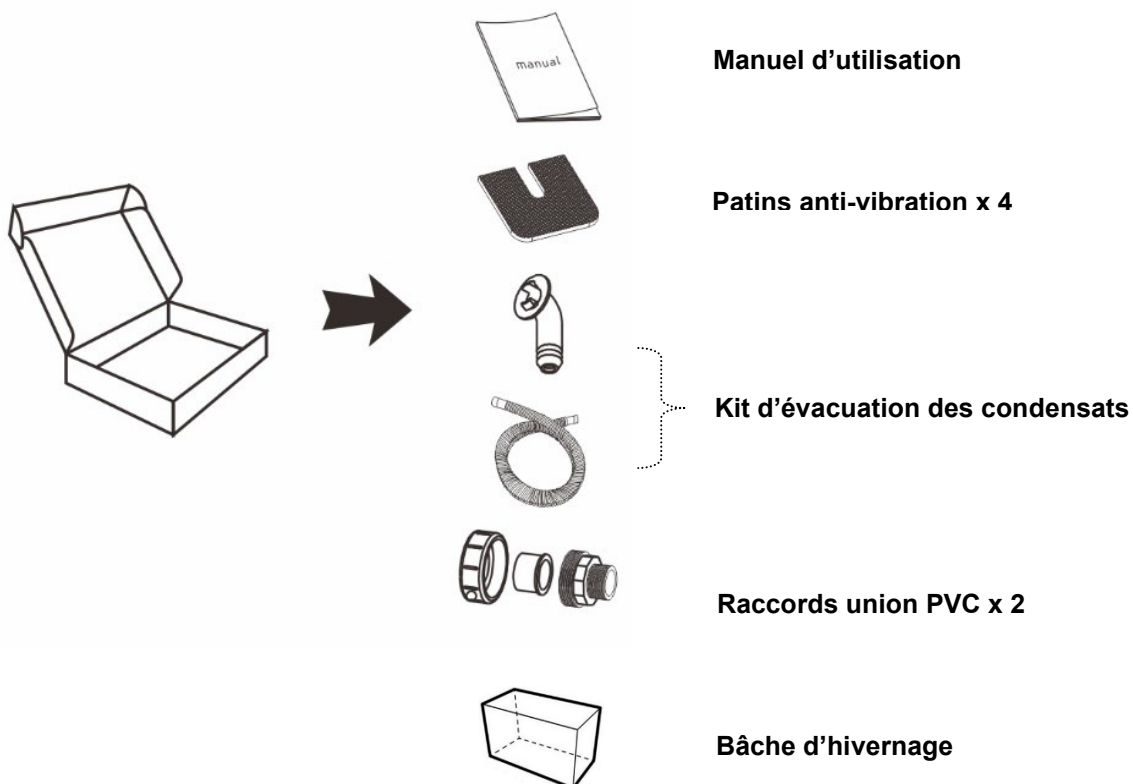 manual
Manuel d’utilisation
Patins anti-vibration x 4
Kit d’évacuation des condensats
Raccords union PVC x 2
Bâche d’hivernage